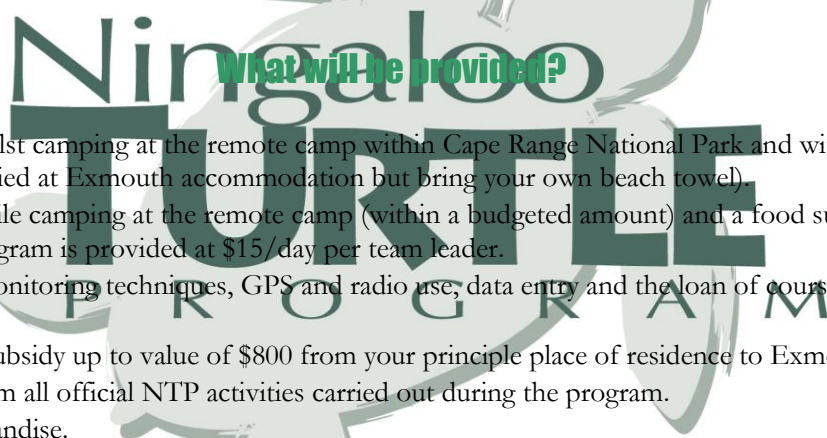 Ningaloo
What will be provided?
TURTLE
lst camping at the remote camp within Cape Range National Park and wi
ied at Exmouth accommodation but bring your own beach towel).
ile camping at the remote camp (within a budgeted amount) and a food su
gram is provided at $15/day per team leader.
onitoring techniques, GPS and radio use, data entry and the loan of cours
PROGRAM
ubsidy up to value of $800 from your principle place of residence to Exm
m all official NTP activities carried out during the program.
andise.